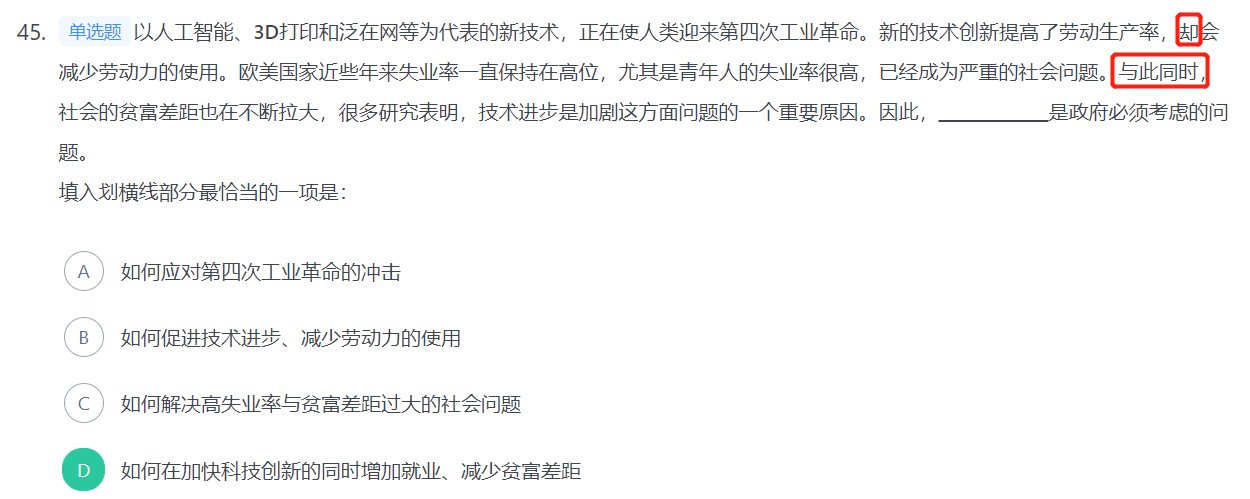 45. 单选题 以人工智能、3D打印和泛在网等为代表的新技术，正在使人类迎来第四次工业革命。新的技术创新提高了劳动生产率，却会
减少劳动力的使用。欧美国家近些年来失业率一直保持在高位，尤其是青年人的失业率很高，已经成为严重的社会问题。与此同时，
社会的贫富差距也在不断拉大，很多研究表明，技术进步是加剧这方面问题的一个重要原因。因此，___________是政府必须考虑的问
题。
填入划横线部分最恰当的一项是：
A 如何应对第四次工业革命的冲击
B 如何促进技术进步、减少劳动力的使用
C 如何解决高失业率与贫富差距过大的社会问题
D 如何在加快科技创新的同时增加就业、减少贫富差距